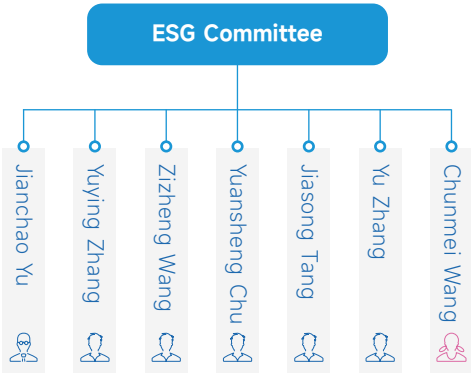 ESG Committee
Jianchao Yu
Yuying Zhang
Zizheng Wang
Yuansheng Chu
Jiasong Tang
Yu Zhang
Chunmei Wang